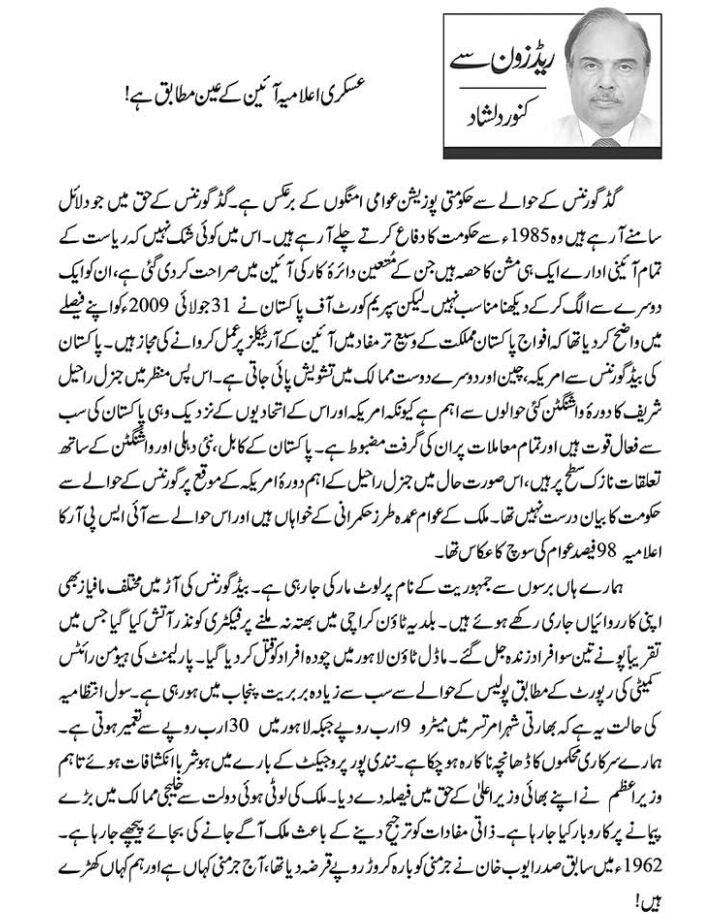 ریڈ زون سے
کنور دلشاد
عسکری اعلامیہ آئین کے عین مطابق ہے!
گڈ گورننس کے حوالے سے حکومتی پوزیشن عوامی امنگوں کے برعکس ہے۔ گڈ گورننس کے حق میں جو دلائل
سامنے آ رہے ہیں وہ 1985ء سے حکومت کا دفاع کرتے چلے آ رہے ہیں۔ اس میں کوئی شک نہیں کہ ریاست کے
تمام آئینی ادارے ایک ہی مشن کا حصہ ہیں جن کے متعین دائرۂ کار کی آئین میں صراحت کر دی گئی ہے، ان کو ایک
دوسرے سے الگ کر کے دیکھنا مناسب نہیں۔ لیکن سپریم کورٹ آف پاکستان نے 31 جولائی 2009ء کو اپنے فیصلے
میں واضح کر دیا تھا کہ افواج پاکستان مملکت کے وسیع تر مفاد میں آئین کے آرٹیکلز پر عمل کروانے کی مجاز ہیں۔ پاکستان
کی بیڈ گورننس سے امریکہ، چین اور دوسرے دوست ممالک میں تشویش پائی جاتی ہے۔ اس پس منظر میں جنرل راحیل
شریف کا دورۂ واشنگٹن کئی حوالوں سے اہم ہے کیونکہ امریکہ اور اس کے اتحادیوں کے نزدیک وہی پاکستان کی سب
سے فعال قوت ہیں اور تمام معاملات پر ان کی گرفت مضبوط ہے۔ پاکستان کے کابل، نئی دہلی اور واشنگٹن کے ساتھ
تعلقات نازک سطح پر ہیں، اس صورت حال میں جنرل راحیل کے اہم دورۂ امریکہ کے موقع پر گورننس کے حوالے سے
حکومت کا بیان درست نہیں تھا۔ ملک کے عوام عمدہ طرز حکمرانی کے خواہاں ہیں اور اس حوالے سے آئی ایس پی آر کا
اعلامیہ 98 فیصد عوام کی سوچ کا عکاس تھا۔
ہمارے ہاں برسوں سے جمہوریت کے نام پر لوٹ مار کی جا رہی ہے۔ بیڈ گورننس کی آڑ میں مختلف مافیاز بھی
اپنی کارروائیاں جاری رکھے ہوئے ہیں۔ بلدیہ ٹاؤن کراچی میں بھتہ نہ ملنے پر فیکٹری کو نذر آتش کیا گیا جس میں
تقریباً پونے تین سو افراد زندہ جل گئے۔ ماڈل ٹاؤن لاہور میں چودہ افراد کو قتل کر دیا گیا۔ پارلیمنٹ کی ہیومن رائٹس
کمیٹی کی رپورٹ کے مطابق پولیس کے حوالے سے سب سے زیادہ بربریت پنجاب میں ہو رہی ہے۔ سول انتظامیہ
کی حالت یہ ہے کہ بھارتی شہر امرتسر میں میٹرو 9 ارب روپے جبکہ لاہور میں 30 ارب روپے سے تعمیر ہوتی ہے۔
ہمارے سرکاری محکموں کا ڈھانچہ ناکارہ ہو چکا ہے۔ نندی پور پروجیکٹ کے بارے میں ہوشربا انکشافات ہوئے تاہم
وزیراعظم نے اپنے بھائی وزیر اعلیٰ کے حق میں فیصلہ دے دیا۔ ملک کی لوٹی ہوئی دولت سے خلیجی ممالک میں بڑے
پیمانے پر کاروبار کیا جا رہا ہے۔ ذاتی مفادات کو ترجیح دینے کے باعث ملک آگے جانے کی بجائے پیچھے جا رہا ہے۔
1962ء میں سابق صدر ایوب خان نے جرمنی کو بارہ کروڑ روپے قرضہ دیا تھا، آج جرمنی کہاں ہے اور ہم کہاں کھڑے
ہیں!